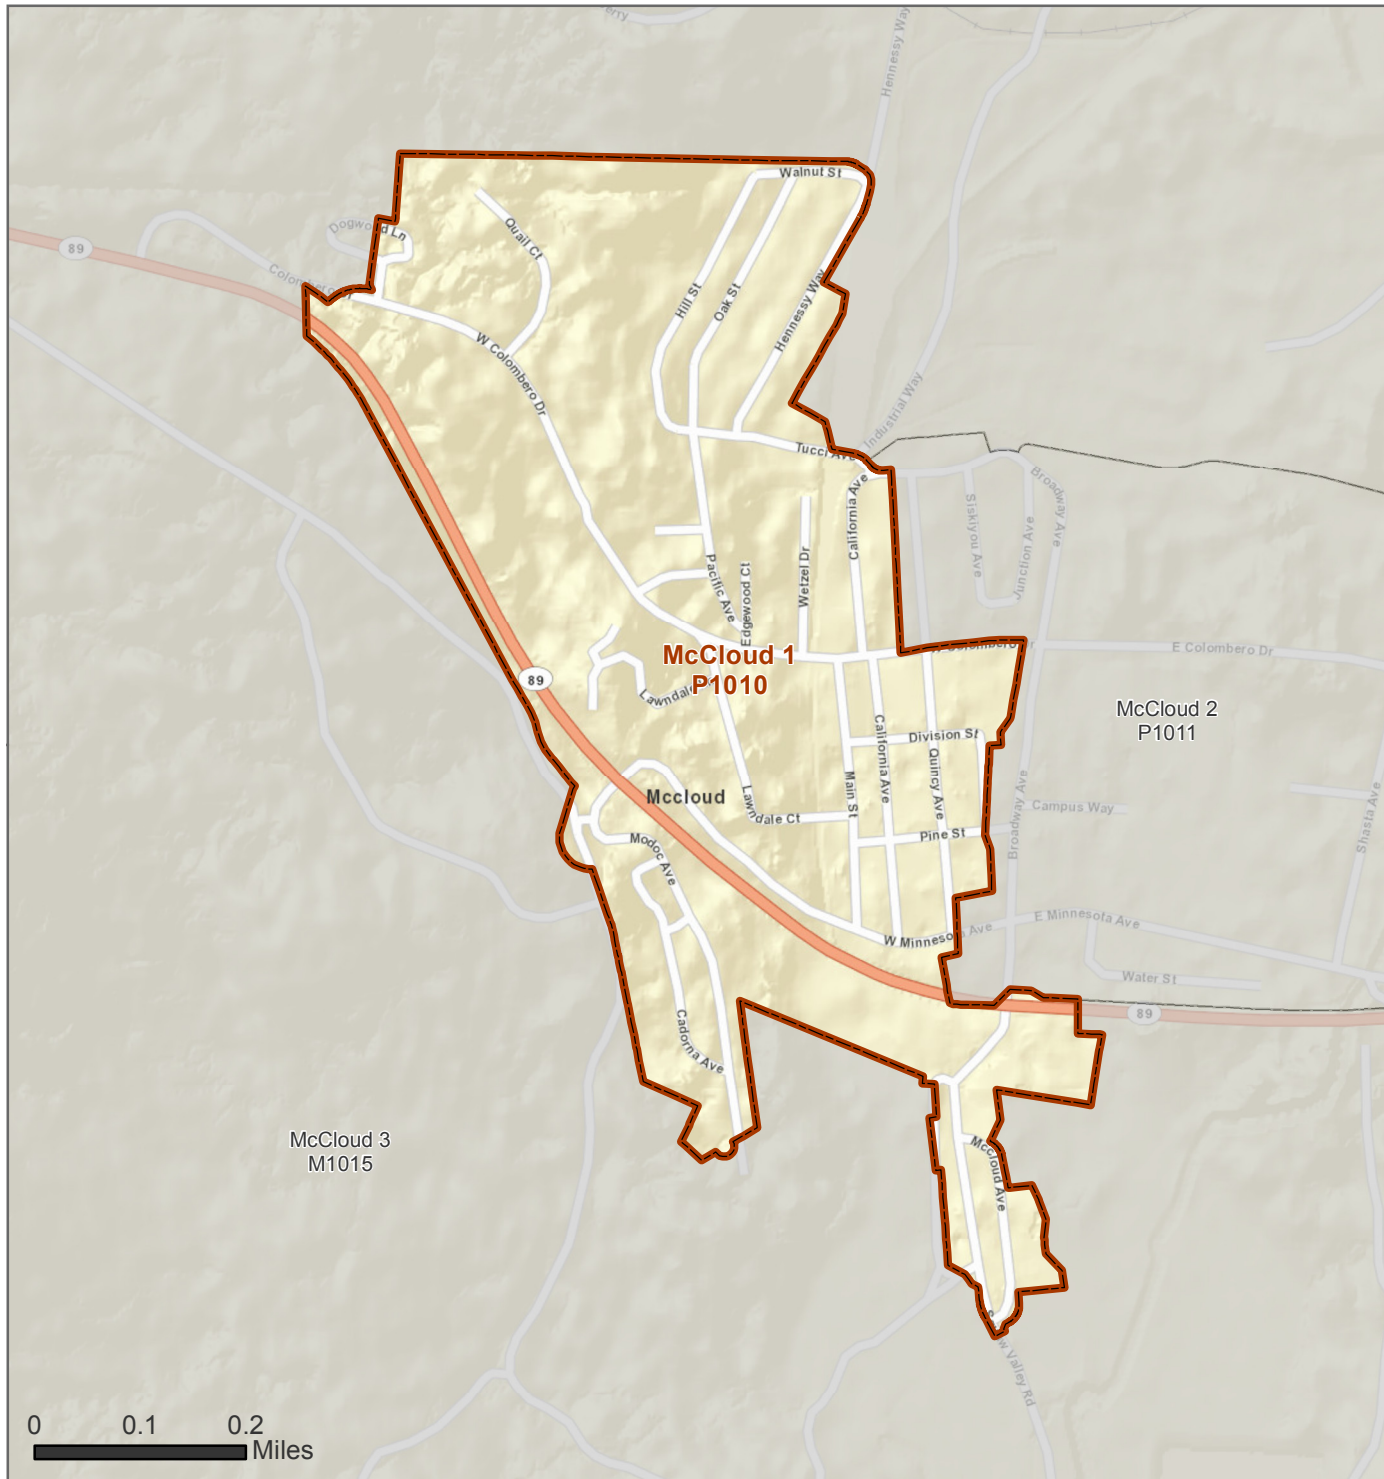 Hennessy Way
Walnut St
Dogwood Ln
Quail Ct
89
Colombero Dr
Hill St
Oak St
Hennessy Way
W Colombero Dr
Industrial Way
Tucci Ave
California Ave
Broadway Ave
Siskiyou Ave
Junction Ave
Pacific Ave
Edgewood Ct
Wetzel Dr
W Colombero Dr
E Colombero Dr
McCloud 1
P1010
89
Lawndale
McCloud 2
P1011
Division St
California Ave
Quincy Ave
Main St
Mccloud
Lawndale Ct
Broadway Ave
Campus Way
Shasta Ave
Pine St
Modoc Ave
W Minnesota Ave
E Minnesota Ave
Water St
89
Cadorna Ave
McCloud 3
M1015
Mccloud Ave
Valley Rd
0 0.1 0.2
Miles